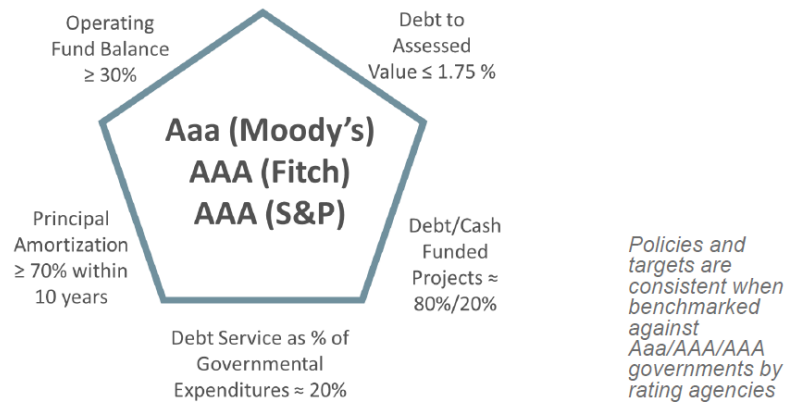 Operating
Fund Balance
≥ 30%
Debt to
Assessed
Value ≤ 1.75 %
Aaa (Moody's)
AAA (Fitch)
AAA (S&P)
Principal
Amortization
≥ 70% within
10 years
Debt/Cash
Funded
Projects ≈
80%/20%
Debt Service as % of
Governmental
Expenditures ≈ 20%
Policies and
targets are
consistent when
benchmarked
against
Aaa/AAA/AAA
governments by
rating agencies